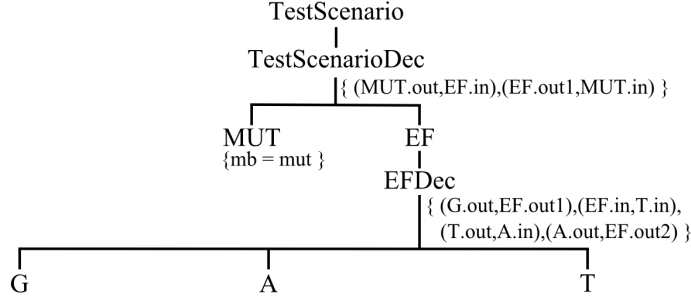 TestScenario
TestScenarioDec
{ (MUT.out,EF.in),(EF.out1,MUT.in) }
MUT
{mb = mut }
EF
EFDec
{ (G.out,EF.out1),(EF.in,T.in),
(T.out,A.in),(A.out,EF.out2) }
G
A
T